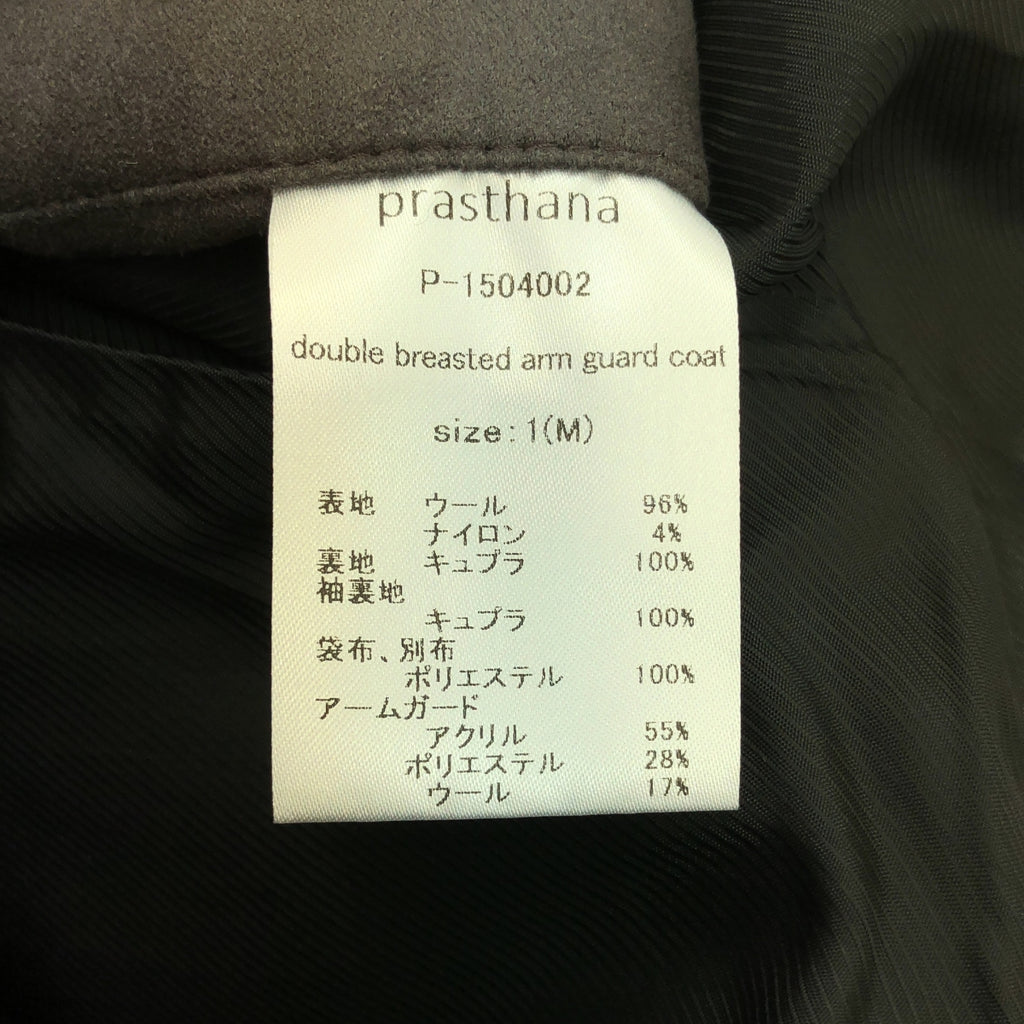 prasthana
P-1504002
double breasted arm guard coat
size: 1(M)
表地 ウール 96%
ナイロン 4%
裏地 キュプラ 100%
袖裏地
キュプラ 100%
袋布、別布
ポリエステル 100%
アームガード
アクリル 55%
ポリエステル 28%
ウール 17%